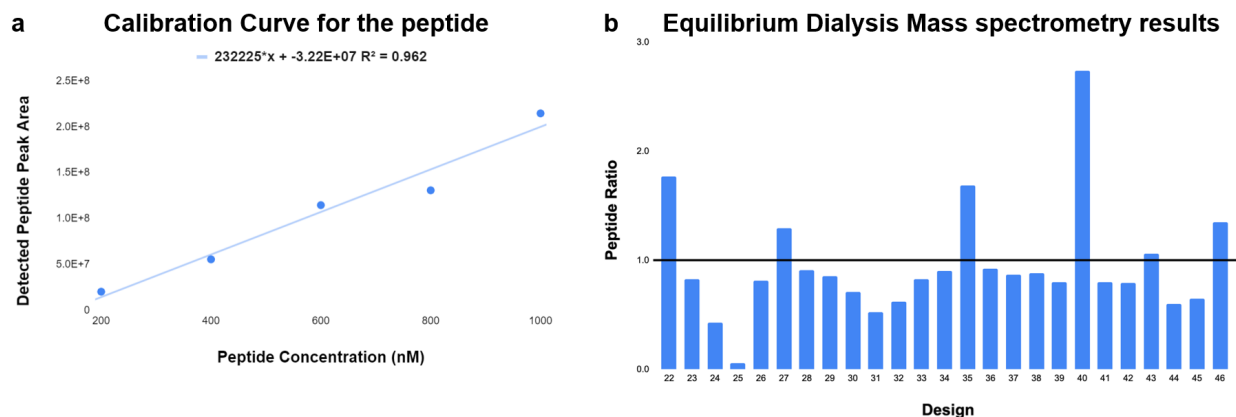 a
Calibration Curve for the peptide
232225*x + -3.22E+07 R² = 0.962
Detected Peptide Peak Area
2.5E+8
2.0E+8
1.5E+8
1.0E+8
5.0E+7
0
200 400 600 800 1000
Peptide Concentration (nM)
b
Equilibrium Dialysis Mass spectrometry results
Peptide Ratio
3.0
2.0
1.0
0.0
22 23 24 25 26 27 28 29 30 31 32 33 34 35 36 37 38 39 40 41 42 43 44 45 46
Design